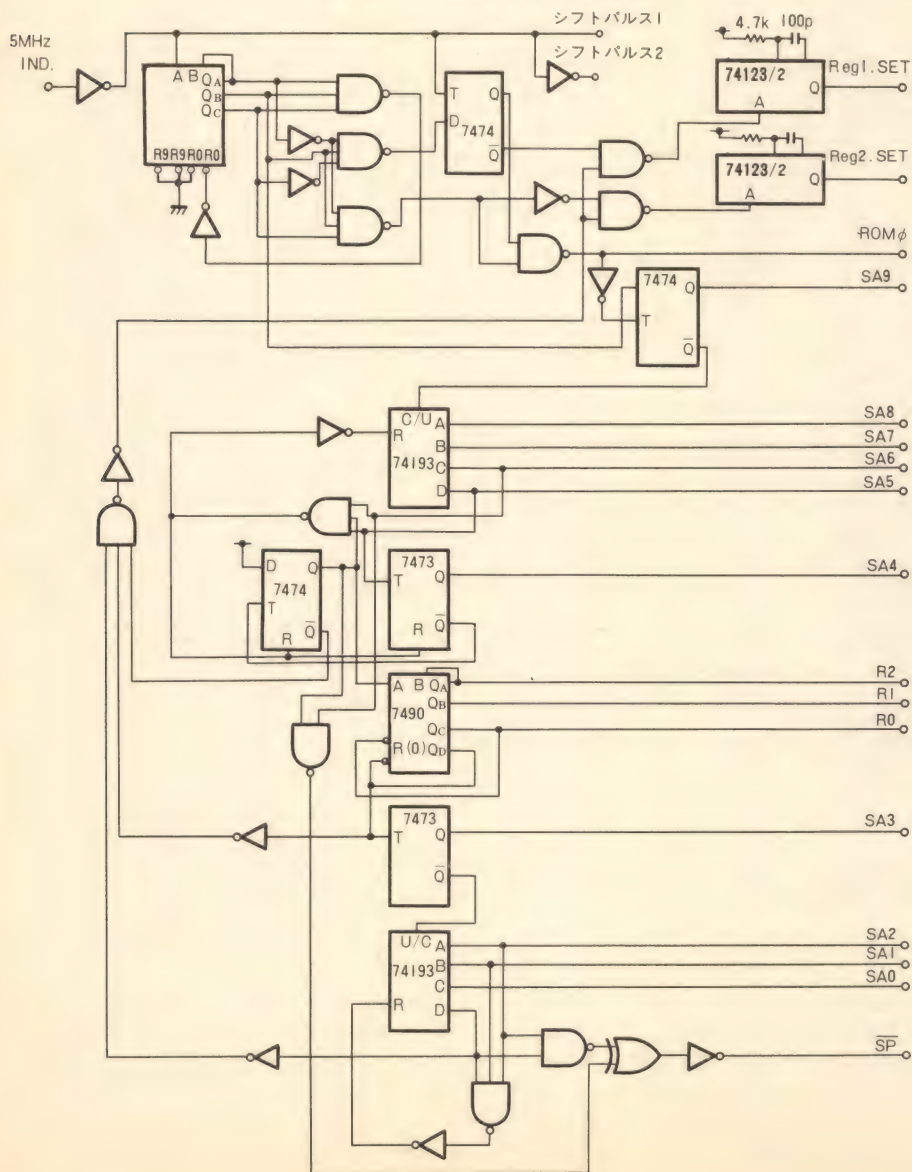 シフトパルス1
4.7k 100p
5MHz
IND.
シフトパルス2
A B QA
QB
QC
R9 R9 R0 R0
T Q
D
7474
Q̅
74123/2
Q
A
Reg1.SET
74123/2
Q
A
Reg2.SET
ROMφ
7474 Q
T
Q̅
SA9
C/U A
R
B
74193 C
D
SA8
SA7
SA6
SA5
D Q
7474
T
Q̅
R
7473
T Q
Q̅
R
SA4
A B QA
7490 QB
QC
R(0) QD
R2
R1
R0
7473
T Q
Q̅
SA3
U/C A
74193 B
C
R
D
SA2
SA1
SA0
S̅P̅